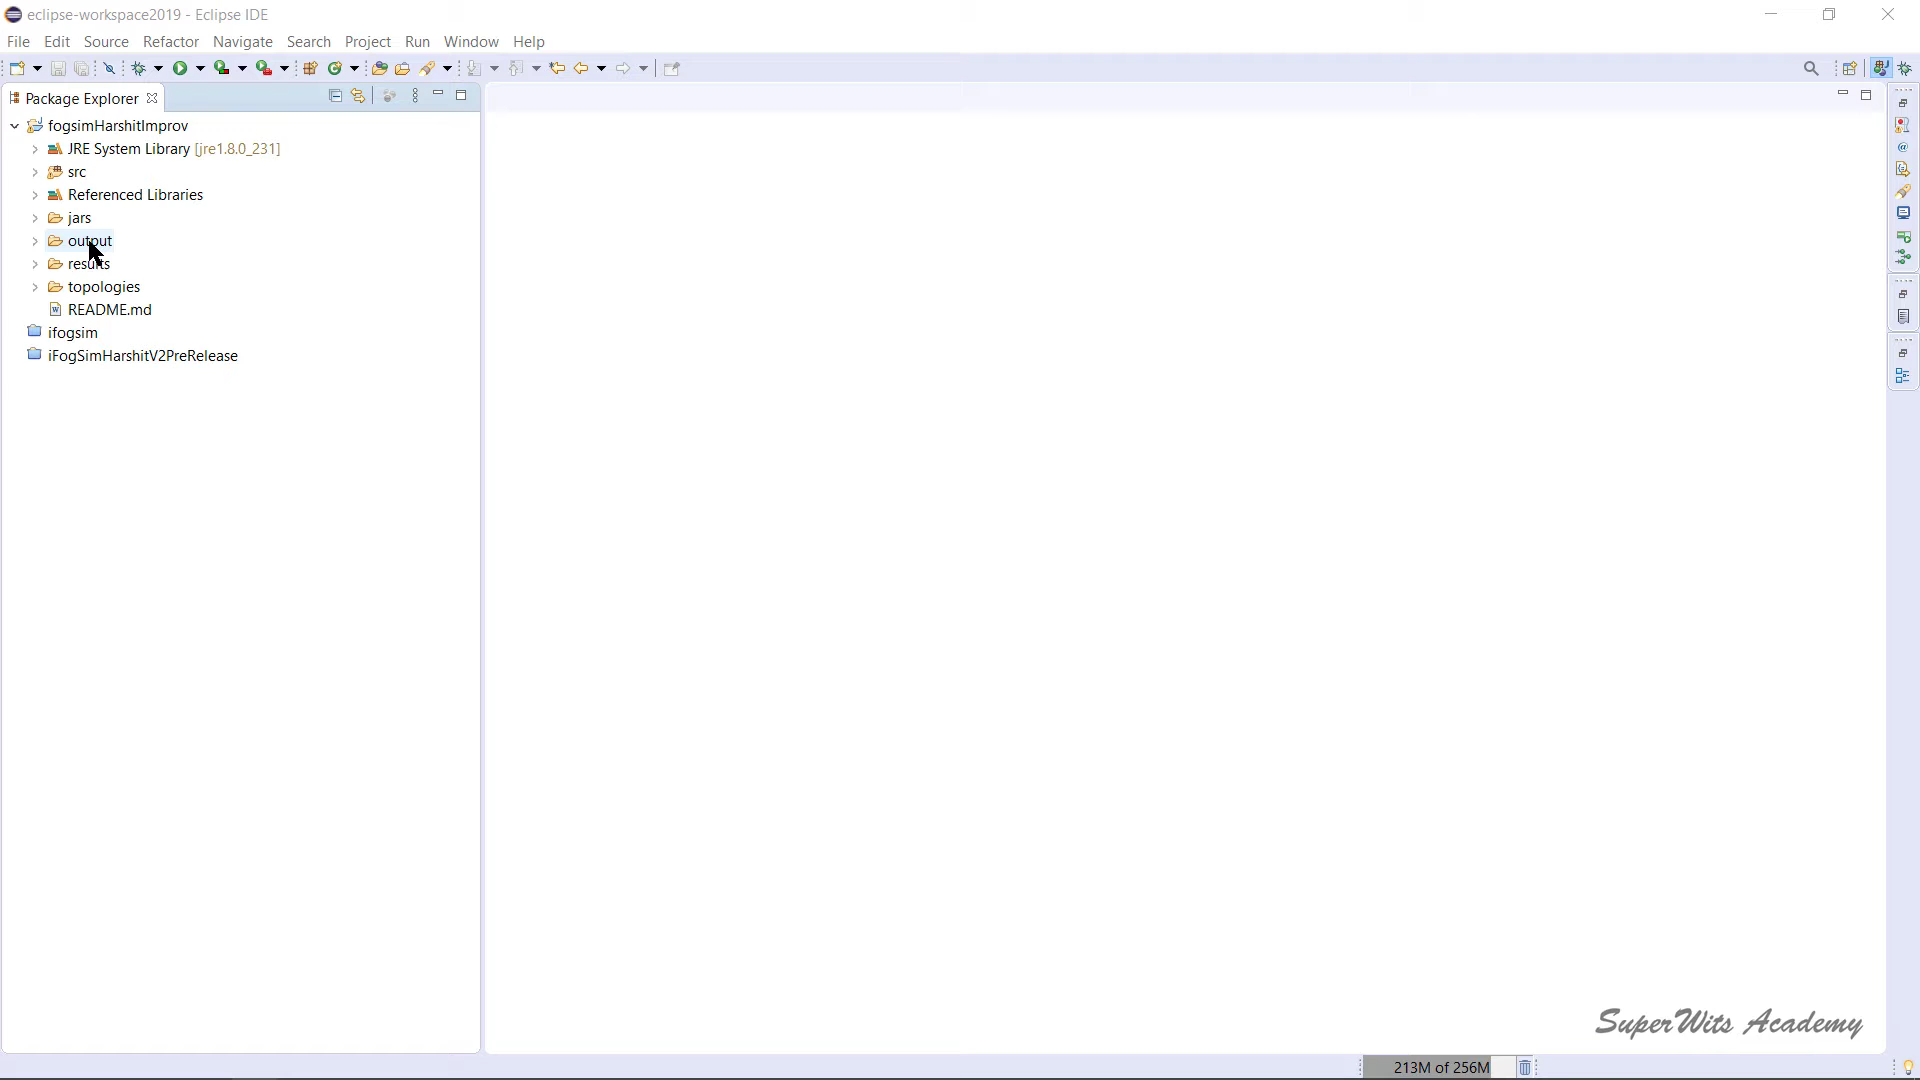 eclipse-workspace2019 - Eclipse IDE
File Edit Source Refactor Navigate Search Project Run Window Help
Package Explorer
fogsimHarshitImprov
JRE System Library [jre1.8.0_231]
src
Referenced Libraries
jars
output
results
topologies
README.md
ifogsim
iFogSimHarshitV2PreRelease
SuperWits Academy
213M of 256M